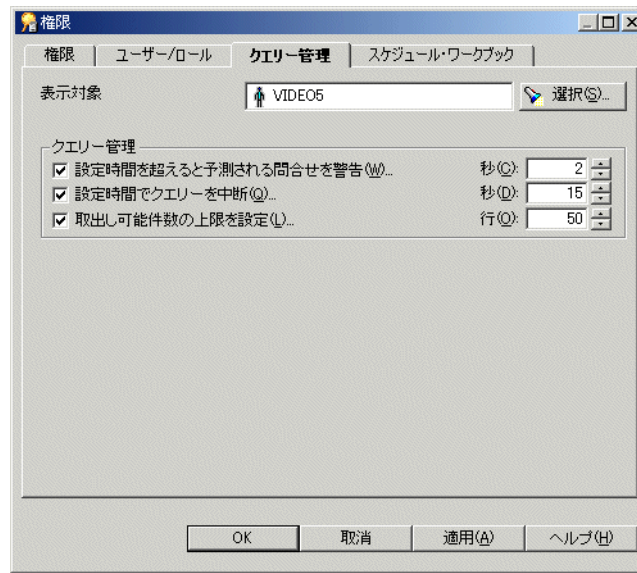 権限
権限 ユーザー/ロール クエリー管理 スケジュール・ワークブック
表示対象 VIDEO5 選択(S)...
クエリー管理
設定時間を超えると予測される問合せを警告(W)... 秒(C): 2
設定時間でクエリーを中断(Q)... 秒(D): 15
取出し可能件数の上限を設定(L)... 行(O): 50
OK 取消 適用(A) ヘルプ(H)